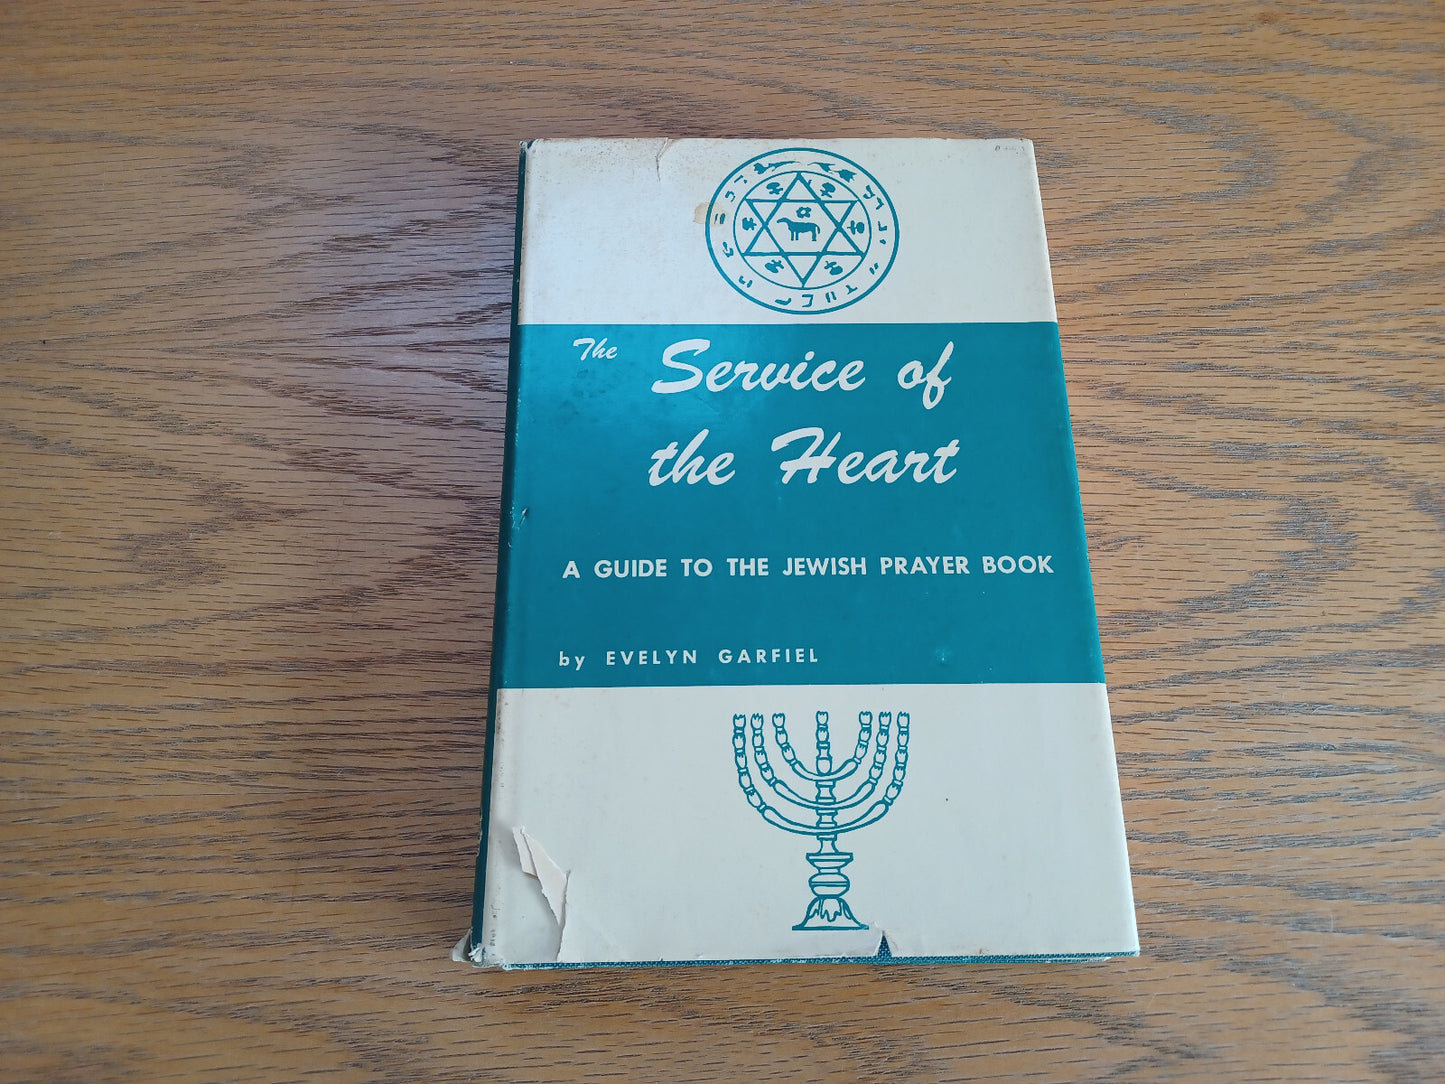 The Service of
the Heart
A GUIDE TO THE JEWISH PRAYER BOOK
by EVELYN GARFIEL